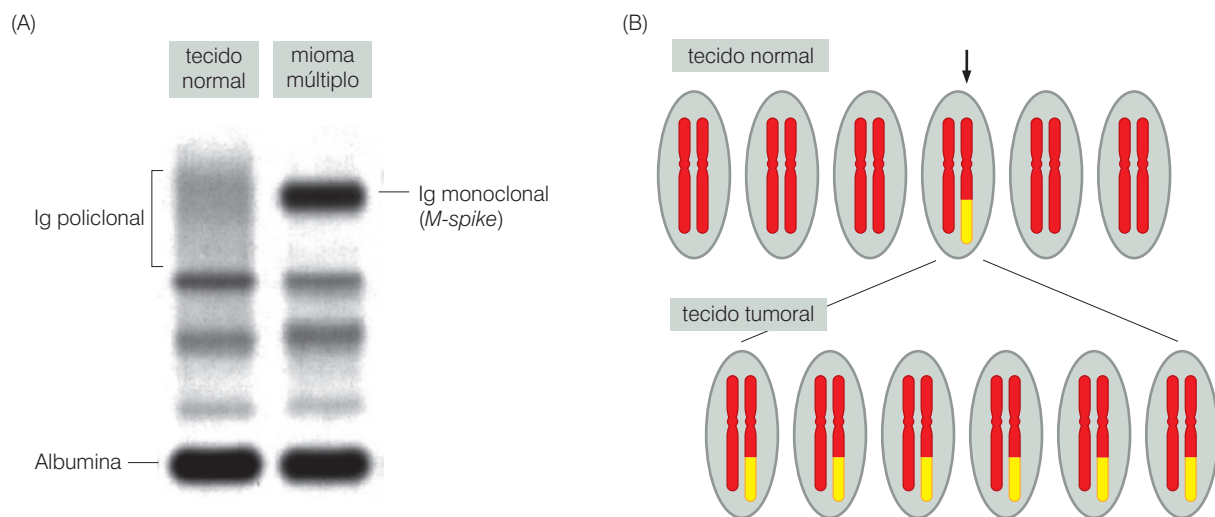 (A)
tecido
normal
mioma
múltiplo
Ig policlonal
Ig monoclonal
(M-spike)
Albumina
(B)
tecido normal
tecido tumoral